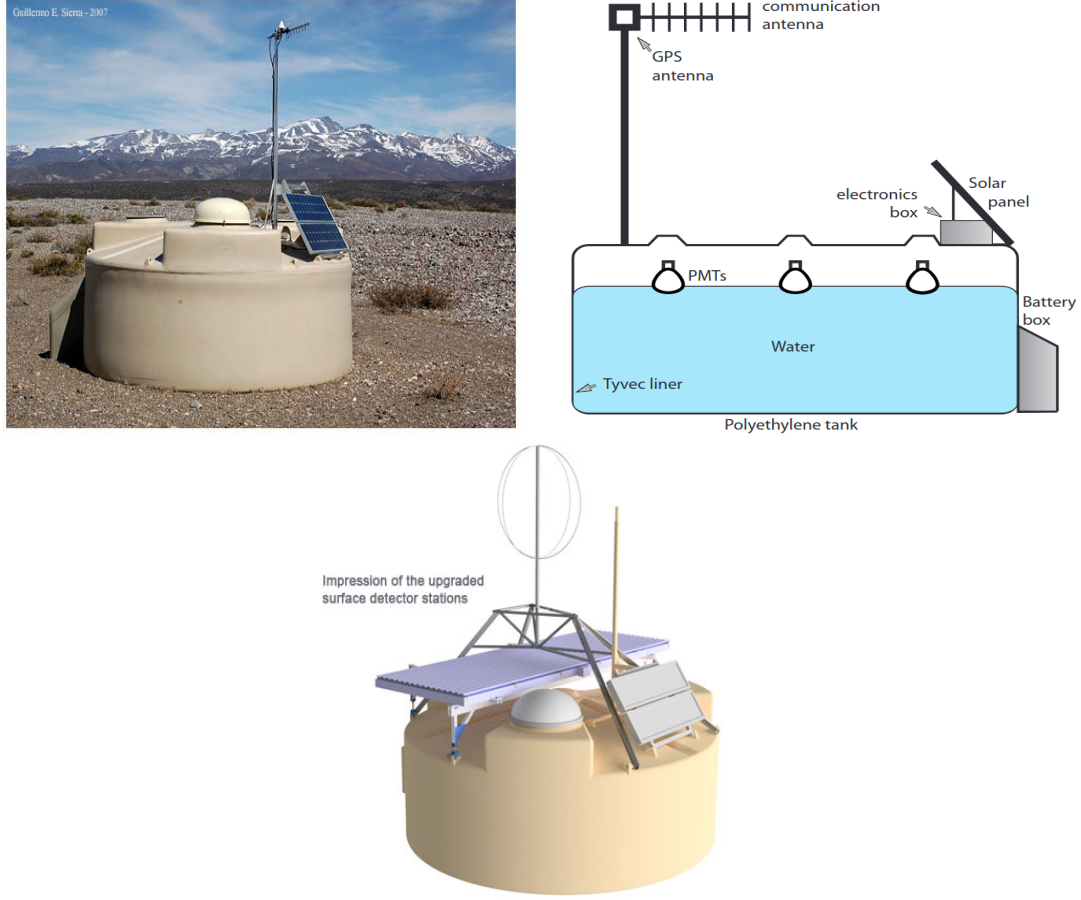 Guillermo E. Sierra - 2007
communication
antenna
GPS
antenna
electronics
box
Solar
panel
PMTs
Battery
box
Water
Tyvec liner
Polyethylene tank
Impression of the upgraded
surface detector stations